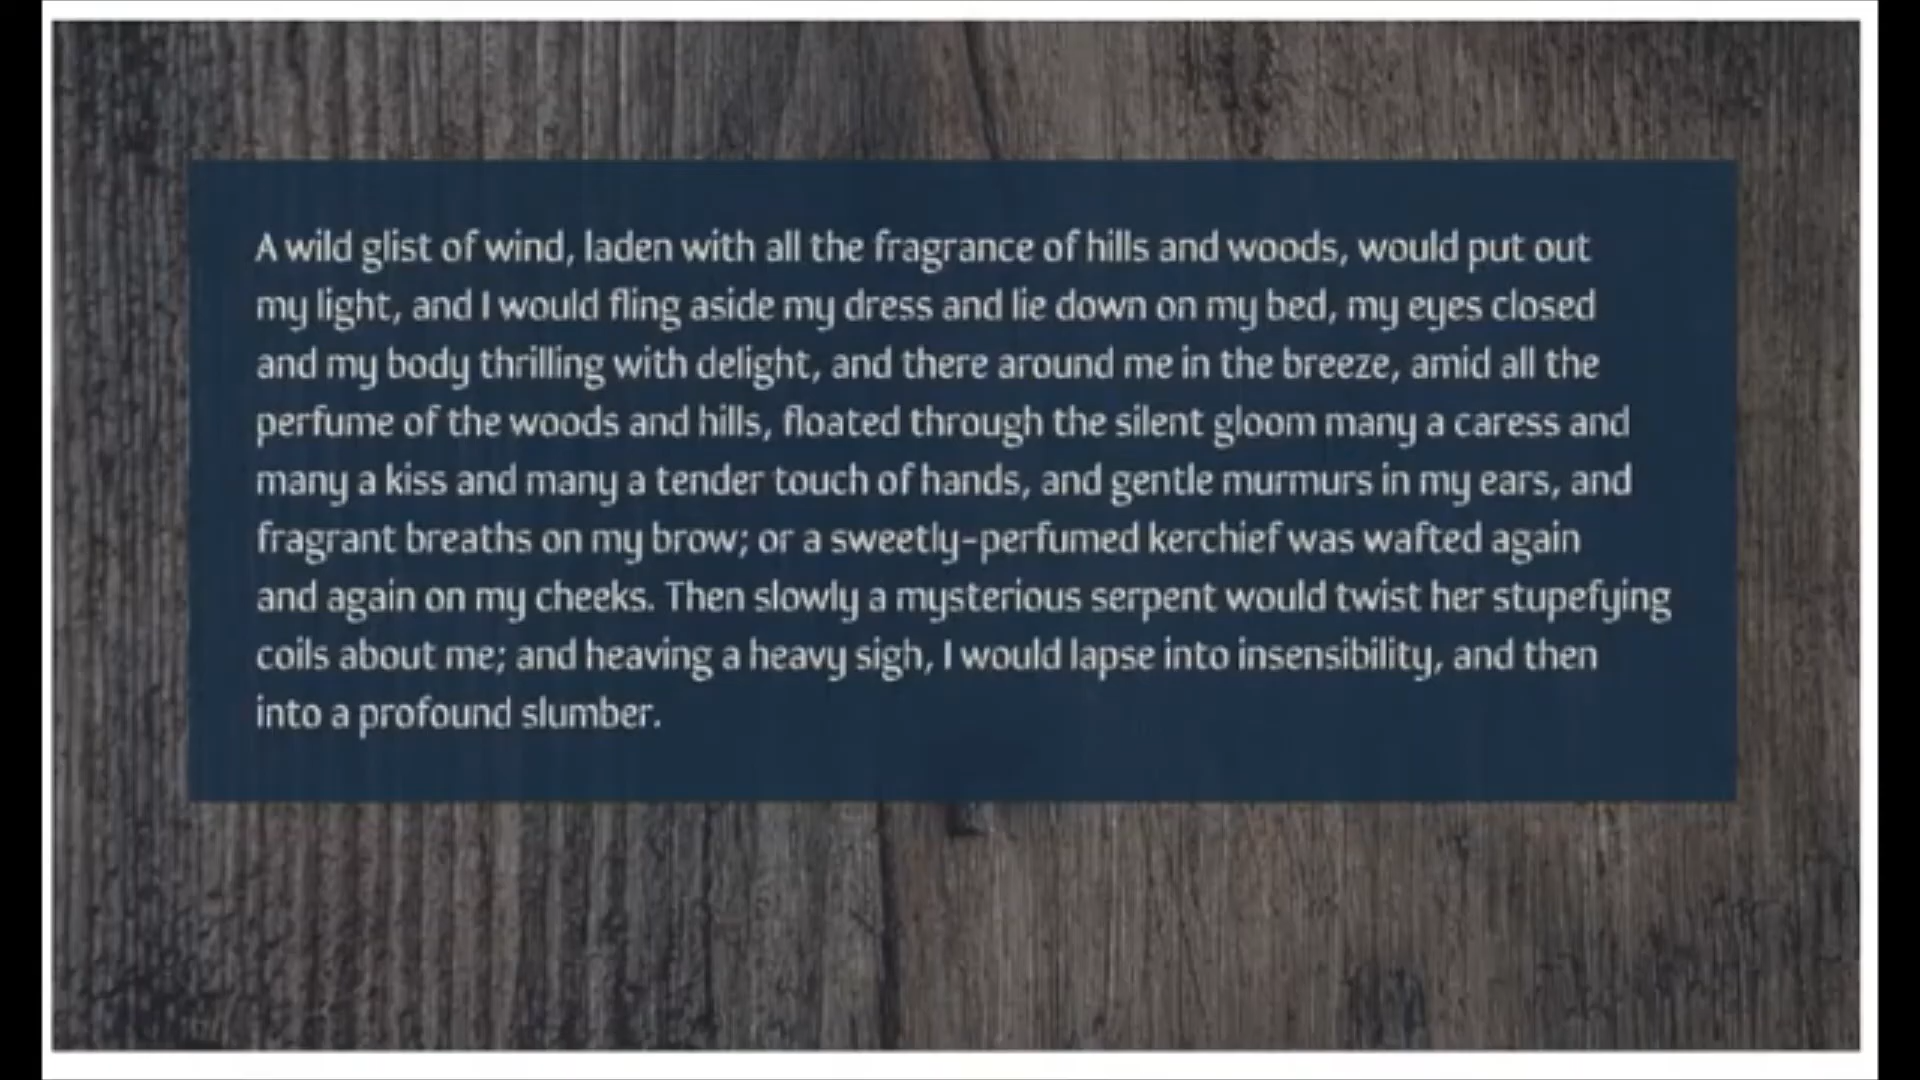 A wild glist of wind, laden with all the fragrance of hills and woods, would put out
my light, and I would fling aside my dress and lie down on my bed, my eyes closed
and my body thrilling with delight, and there around me in the breeze, amid all the
perfume of the woods and hills, floated through the silent gloom many a caress and
many a kiss and many a tender touch of hands, and gentle murmurs in my ears, and
fragrant breaths on my brow; or a sweetly-perfumed kerchief was wafted again
and again on my cheeks. Then slowly a mysterious serpent would twist her stupefying
coils about me; and heaving a heavy sigh, I would lapse into insensibility, and then
into a profound slumber.